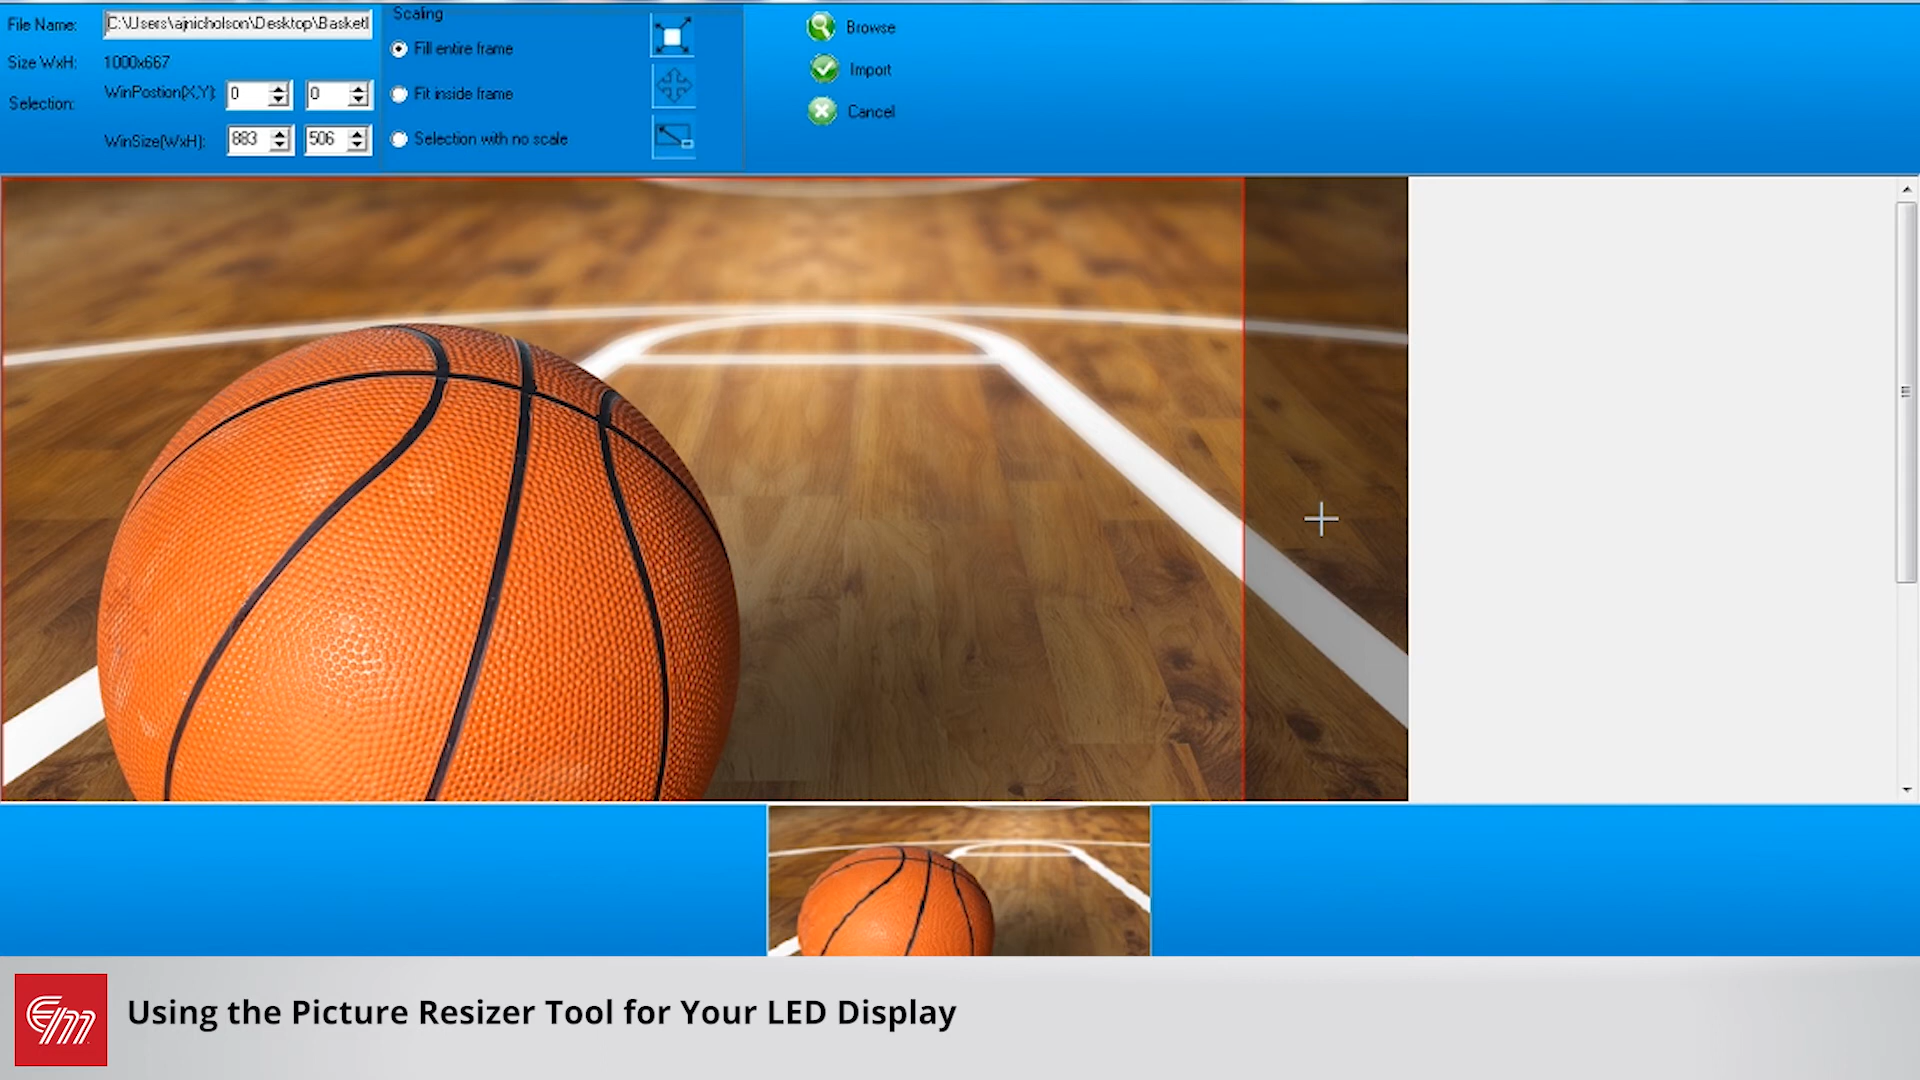 File Name: C:\Users\ajnicholson\Desktop\Basketl
Size WxH: 1000x667
Selection: WinPostion(X,Y): 0 0
WinSize(WxH): 883 506
Scaling
Fill entire frame
Fit inside frame
Selection with no scale
Browse
Import
Cancel
EM
Using the Picture Resizer Tool for Your LED Display